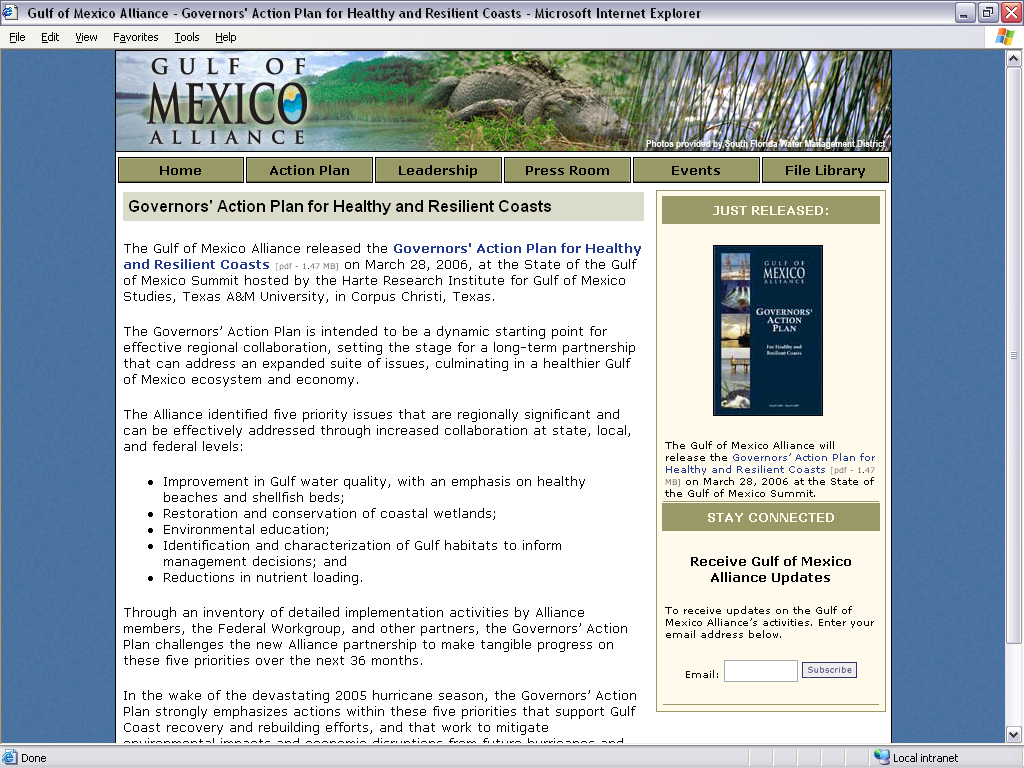 Gulf of Mexico Alliance - Governors' Action Plan for Healthy and Resilient Coasts - Microsoft Internet Explorer
File Edit View Favorites Tools Help
GULF OF
MEXICO
ALLIANCE
Photos provided by South Florida Water Management District
Home Action Plan Leadership Press Room Events File Library
Governors' Action Plan for Healthy and Resilient Coasts
The Gulf of Mexico Alliance released the Governors' Action Plan for Healthy
and Resilient Coasts [pdf - 1.47 MB] on March 28, 2006, at the State of the Gulf
of Mexico Summit hosted by the Harte Research Institute for Gulf of Mexico
Studies, Texas A&M University, in Corpus Christi, Texas.
The Governors’ Action Plan is intended to be a dynamic starting point for
effective regional collaboration, setting the stage for a long-term partnership
that can address an expanded suite of issues, culminating in a healthier Gulf
of Mexico ecosystem and economy.
The Alliance identified five priority issues that are regionally significant and
can be effectively addressed through increased collaboration at state, local,
and federal levels:
• Improvement in Gulf water quality, with an emphasis on healthy
beaches and shellfish beds;
• Restoration and conservation of coastal wetlands;
• Environmental education;
• Identification and characterization of Gulf habitats to inform
management decisions; and
• Reductions in nutrient loading.
Through an inventory of detailed implementation activities by Alliance
members, the Federal Workgroup, and other partners, the Governors’ Action
Plan challenges the new Alliance partnership to make tangible progress on
these five priorities over the next 36 months.
In the wake of the devastating 2005 hurricane season, the Governors’ Action
Plan strongly emphasizes actions within these five priorities that support Gulf
Coast recovery and rebuilding efforts, and that work to mitigate
environmental impacts and economic disruptions from future hurricanes and
JUST RELEASED:
GULF OF
MEXICO
ALLIANCE
GOVERNORS'
ACTION
PLAN
For Healthy and
Resilient Coasts
The Gulf of Mexico Alliance will
release the Governors’ Action Plan for
Healthy and Resilient Coasts [pdf - 1.47
MB] on March 28, 2006 at the State of
the Gulf of Mexico Summit.
STAY CONNECTED
Receive Gulf of Mexico
Alliance Updates
To receive updates on the Gulf of
Mexico Alliance’s activities. Enter your
email address below.
Email: Subscribe
Done Local intranet